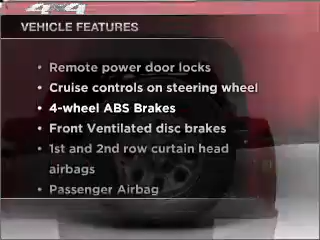 4x4
VEHICLE FEATURES
• Remote power door locks
• Cruise controls on steering wheel
• 4-wheel ABS Brakes
• Front Ventilated disc brakes
• 1st and 2nd row curtain head
airbags
• Passenger Airbag